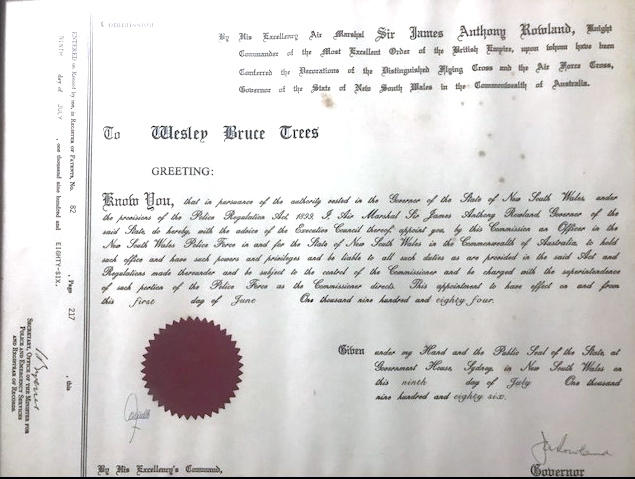 Commission
By His Excellency Air Marshal Sir James Anthony Rowland, Knight
Commander of the Most Excellent Order of the British Empire, upon whom have been
Conferred the Decorations of the Distinguished Flying Cross and the Air Force Cross,
Governor of the State of New South Wales in the Commonwealth of Australia.
To Wesley Bruce Trees
GREETING:
Know You, that in pursuance of the authority vested in the Governor of the State of New South Wales, under
the provisions of the Police Regulation Act, 1899, I, Air Marshal Sir James Anthony Rowland, Governor of the
said State, do hereby, with the advice of the Executive Council thereof, appoint you, by this Commission an Officer in the
New South Wales Police Force in and for the State of New South Wales in the Commonwealth of Australia, to hold
such office and have such powers and privileges and be liable to all such duties as are provided in the said Act and
Regulations made thereunder and be subject to the control of the Commissioner and be charged with the superintendence
of such portion of the Police Force as the Commissioner directs. This appointment to have effect on and from
this first day of June One thousand nine hundred and eighty four.
Given under my Hand and the Public Seal of the State, at
Government House, Sydney, in New South Wales on
this ninth day of July One thousand
nine hundred and eighty six.
JARowland
Governor
By His Excellency's Command,
ENTERED on Record by me, in REGISTER OF PATENTS, No. 82, Page 217, this
NINTH day of JULY, one thousand nine hundred and EIGHTY-SIX.
SECRETARY, OFFICE OF THE MINISTER FOR
POLICE AND EMERGENCY SERVICES
AND REGISTRAR OF RECORDS.